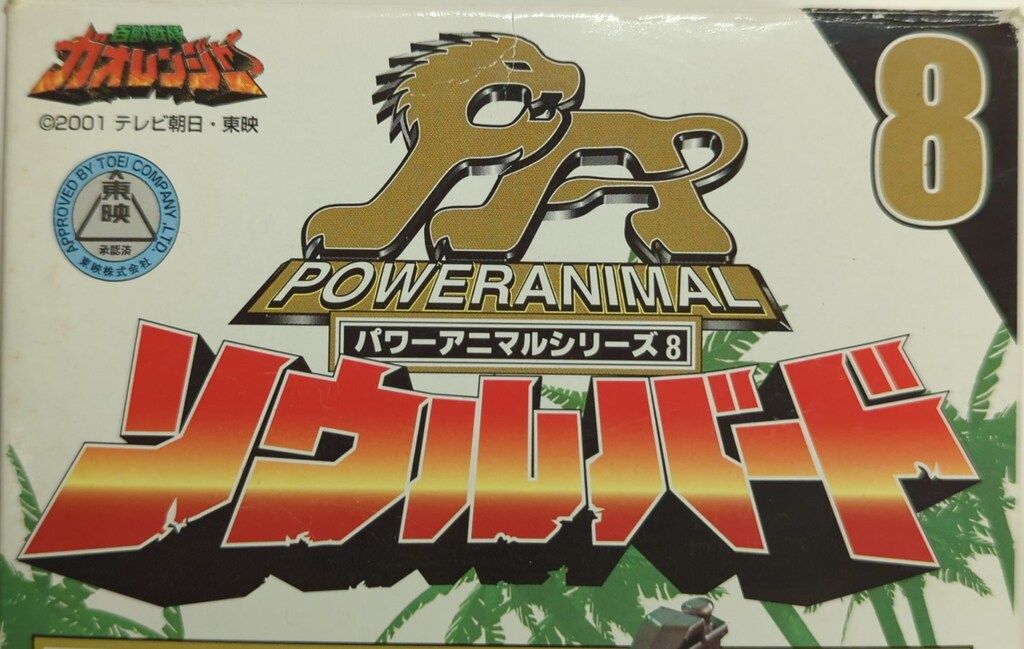 百獣戦隊
ガオレンジャー
©2001 テレビ朝日・東映
8
APPROVED BY TOEI COMPANY, LTD.
東映
承認済
東映株式会社
POWERANIMAL
パワーアニマルシリーズ8
ソウルバード